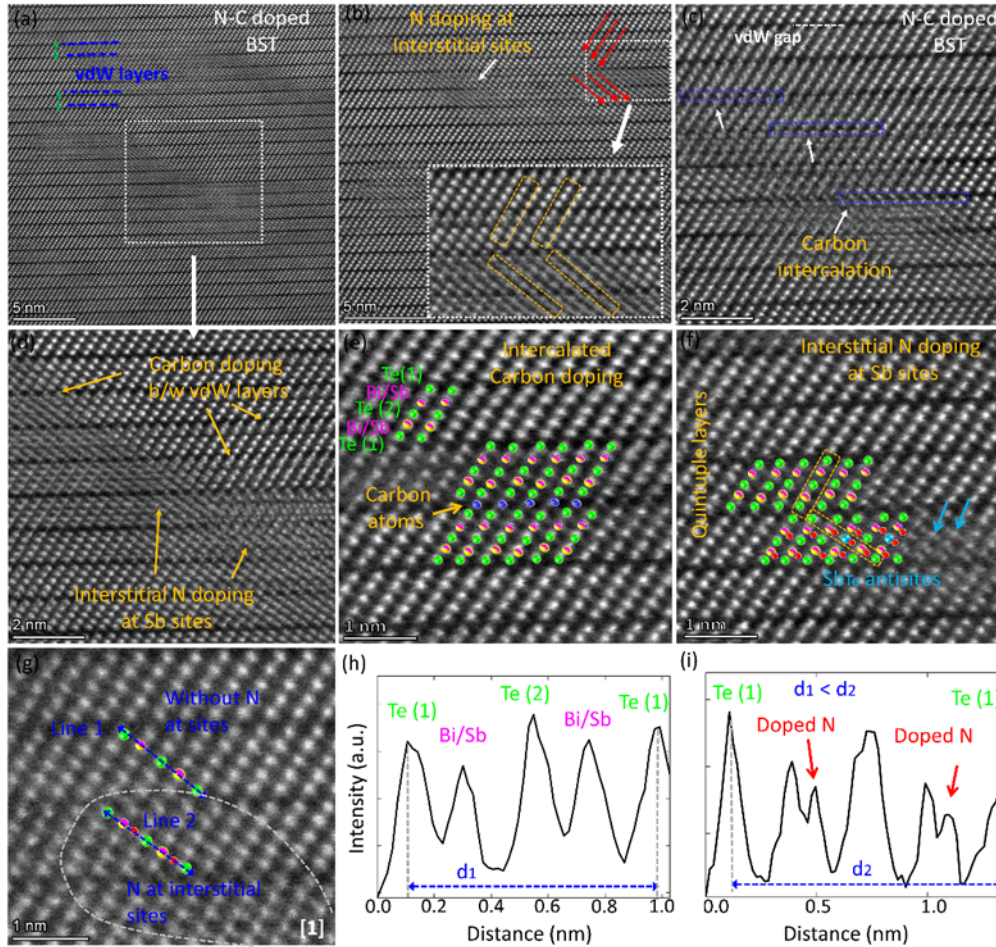 (a)
N-C doped
BST
vdW layers
5 nm
(b)
N doping at
Interstitial sites
5 nm
(c)
vdW gap
N-C doped
BST
Carbon
intercalation
2 nm
(d)
Carbon doping
b/w vdW layers
Interstitial N doping
at Sb sites
2 nm
(e)
Intercalated
Carbon doping
Te(1)
Bi/Sb
Te (2)
Bi/Sb
Te (1)
Carbon
atoms
1 nm
(f)
Interstitial N doping
at Sb sites
Quintuple layers
SbTe antisites
1 nm
(g)
Without N
at sites
Line 1
Line 2
N at interstitial
sites
[1]
1 nm
(h)
Te (1)
Bi/Sb
Te (2)
Bi/Sb
Te (1)
d1
Intensity (a.u.)
0.0 0.2 0.4 0.6 0.8 1.0
Distance (nm)
(i)
Te (1)
d1 < d2
Te (1)
Doped N
Doped N
d2
0.0 0.5 1.0
Distance (nm)